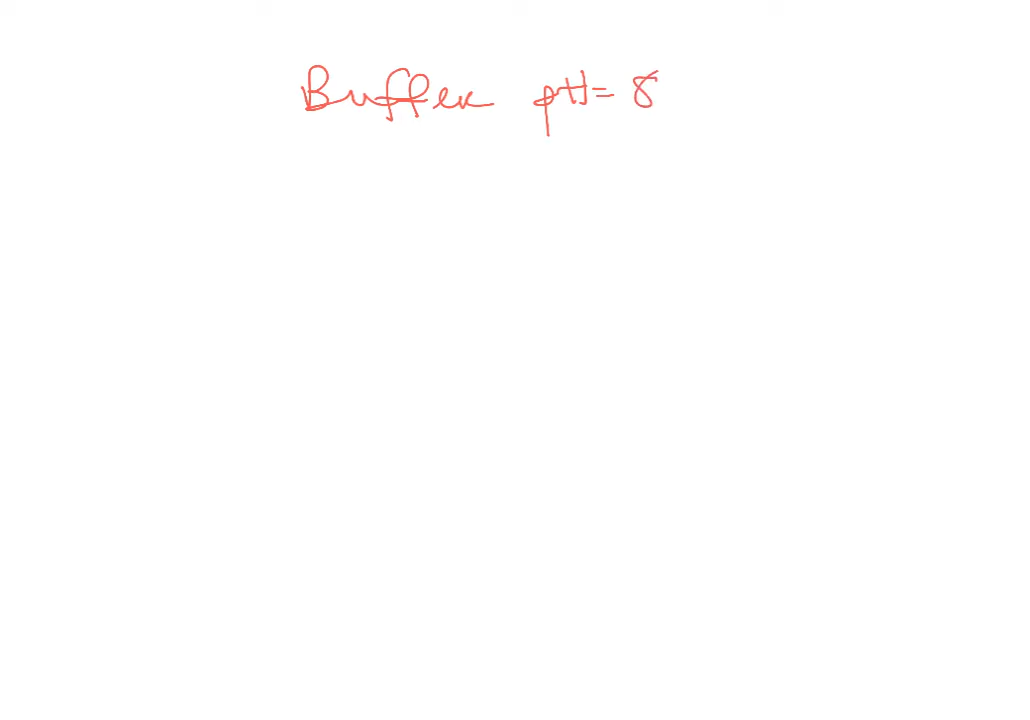 Buffer pH = 8